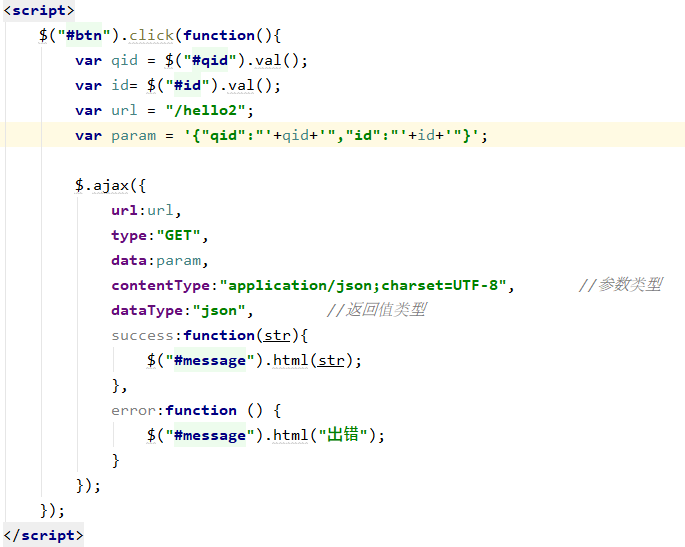 <script>
$("#btn").click(function(){
var qid = $("#qid").val();
var id= $("#id").val();
var url = "/hello2";
var param = '{"qid":"'+qid+'","id":"'+id+'"}';
$.ajax({
url:url,
type:"GET",
data:param,
contentType:"application/json;charset=UTF-8", //参数类型
dataType:"json", //返回值类型
success:function(str){
$("#message").html(str);
},
error:function () {
$("#message").html("出错");
}
});
});
</script>